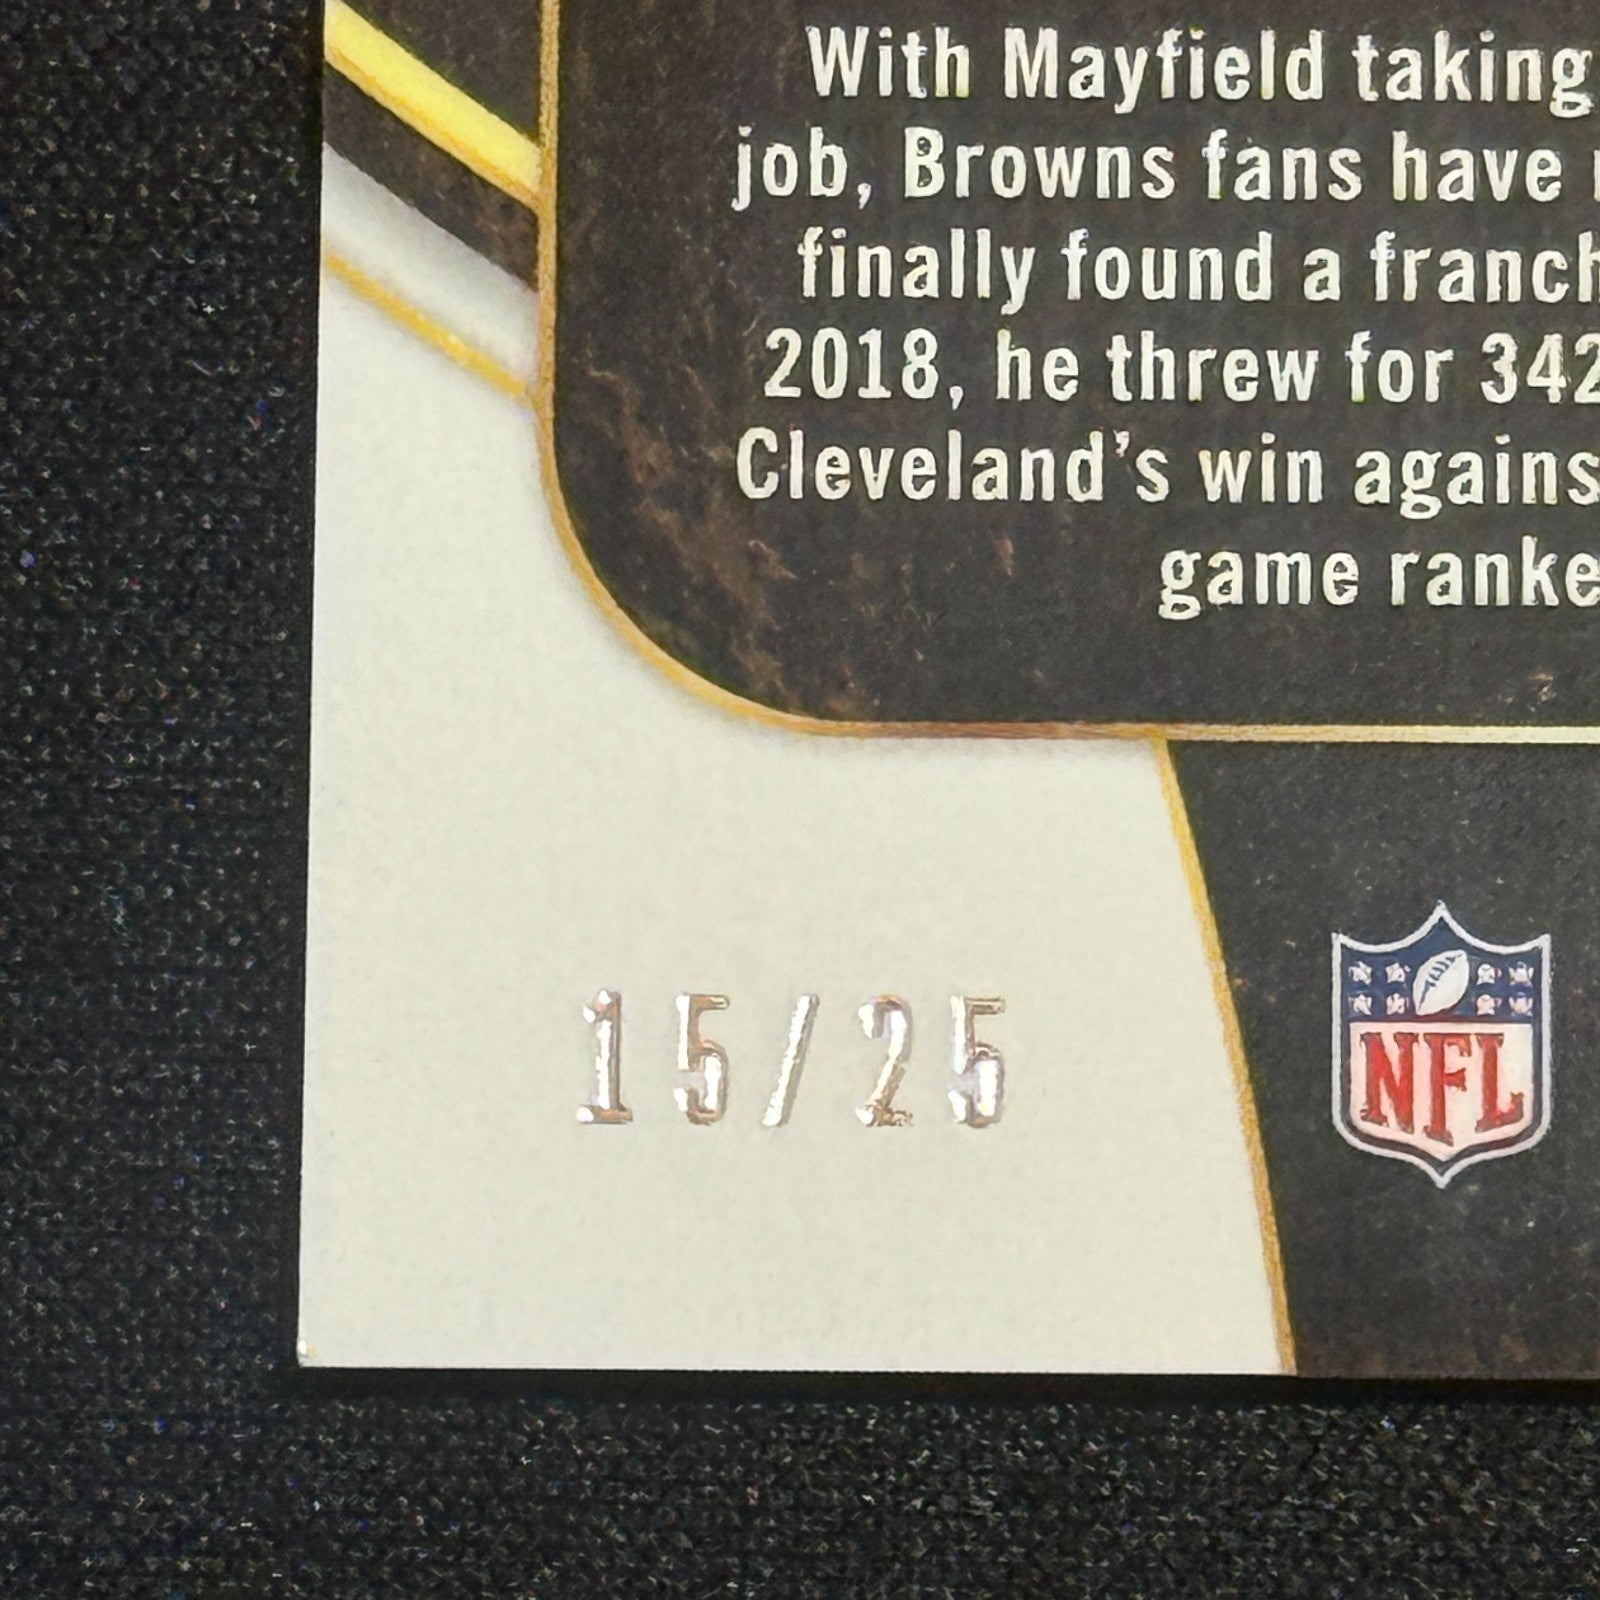 With Mayfield taking
job, Browns fans have
finally found a franch
2018, he threw for 342
Cleveland's win agains
game ranke
15/25
NFL